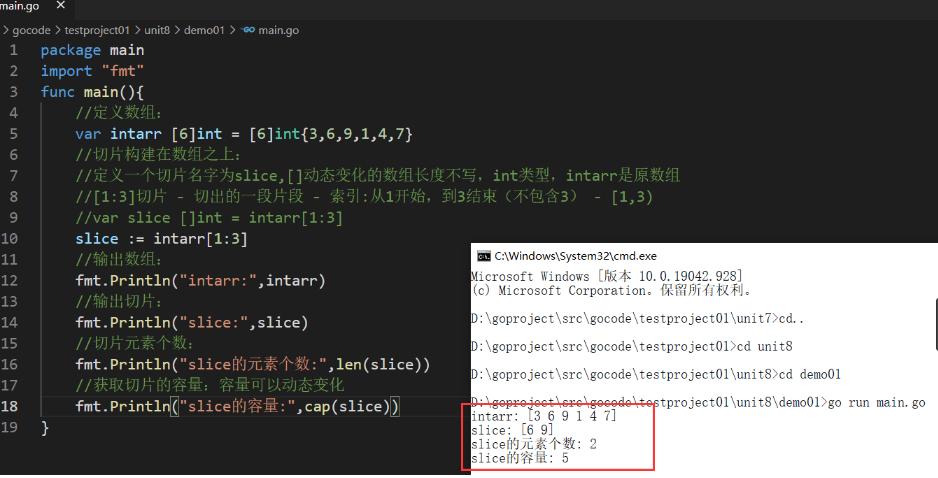 main.go ×
> gocode > testproject01 > unit8 > demo01 > main.go
1 package main
2 import "fmt"
3 func main(){
4 //定义数组:
5 var intarr [6]int = [6]int{3,6,9,1,4,7}
6 //切片构建在数组之上:
7 //定义一个切片名字为slice,[]动态变化的数组长度不写，int类型，intarr是原数组
8 //[1:3]切片 - 切出的一段片段 - 索引:从1开始，到3结束（不包含3） - [1,3)
9 //var slice []int = intarr[1:3]
10 slice := intarr[1:3]
11 //输出数组:
12 fmt.Println("intarr:",intarr)
13 //输出切片:
14 fmt.Println("slice:",slice)
15 //切片元素个数:
16 fmt.Println("slice的元素个数:",len(slice))
17 //获取切片的容量：容量可以动态变化
18 fmt.Println("slice的容量:",cap(slice))
19 }
C:\Windows\System32\cmd.exe
Microsoft Windows [版本 10.0.19042.928]
(c) Microsoft Corporation。保留所有权利。
D:\goproject\src\gocode\testproject01\unit7>cd..
D:\goproject\src\gocode\testproject01>cd unit8
D:\goproject\src\gocode\testproject01\unit8>cd demo01
D:\goproject\src\gocode\testproject01\unit8\demo01>go run main.go
intarr: [3 6 9 1 4 7]
slice: [6 9]
slice的元素个数: 2
slice的容量: 5